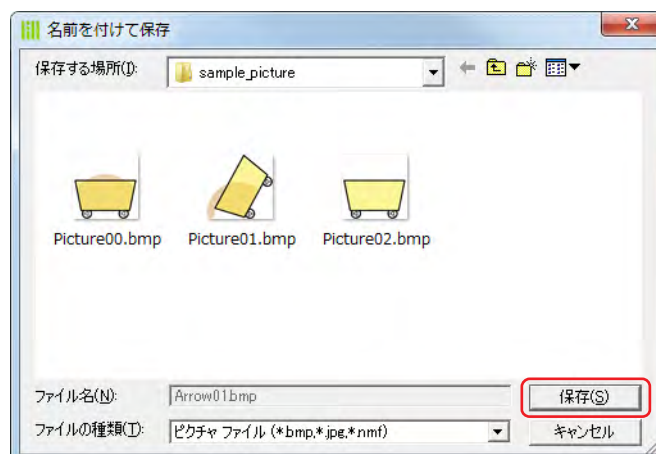 名前を付けて保存
保存する場所(I):
sample_picture
Picture00.bmp
Picture01.bmp
Picture02.bmp
ファイル名(N):
Arrow01bmp
保存(S)
ファイルの種類(T):
ピクチャ ファイル (*.bmp,*.jpg,*.nmf)
キャンセル